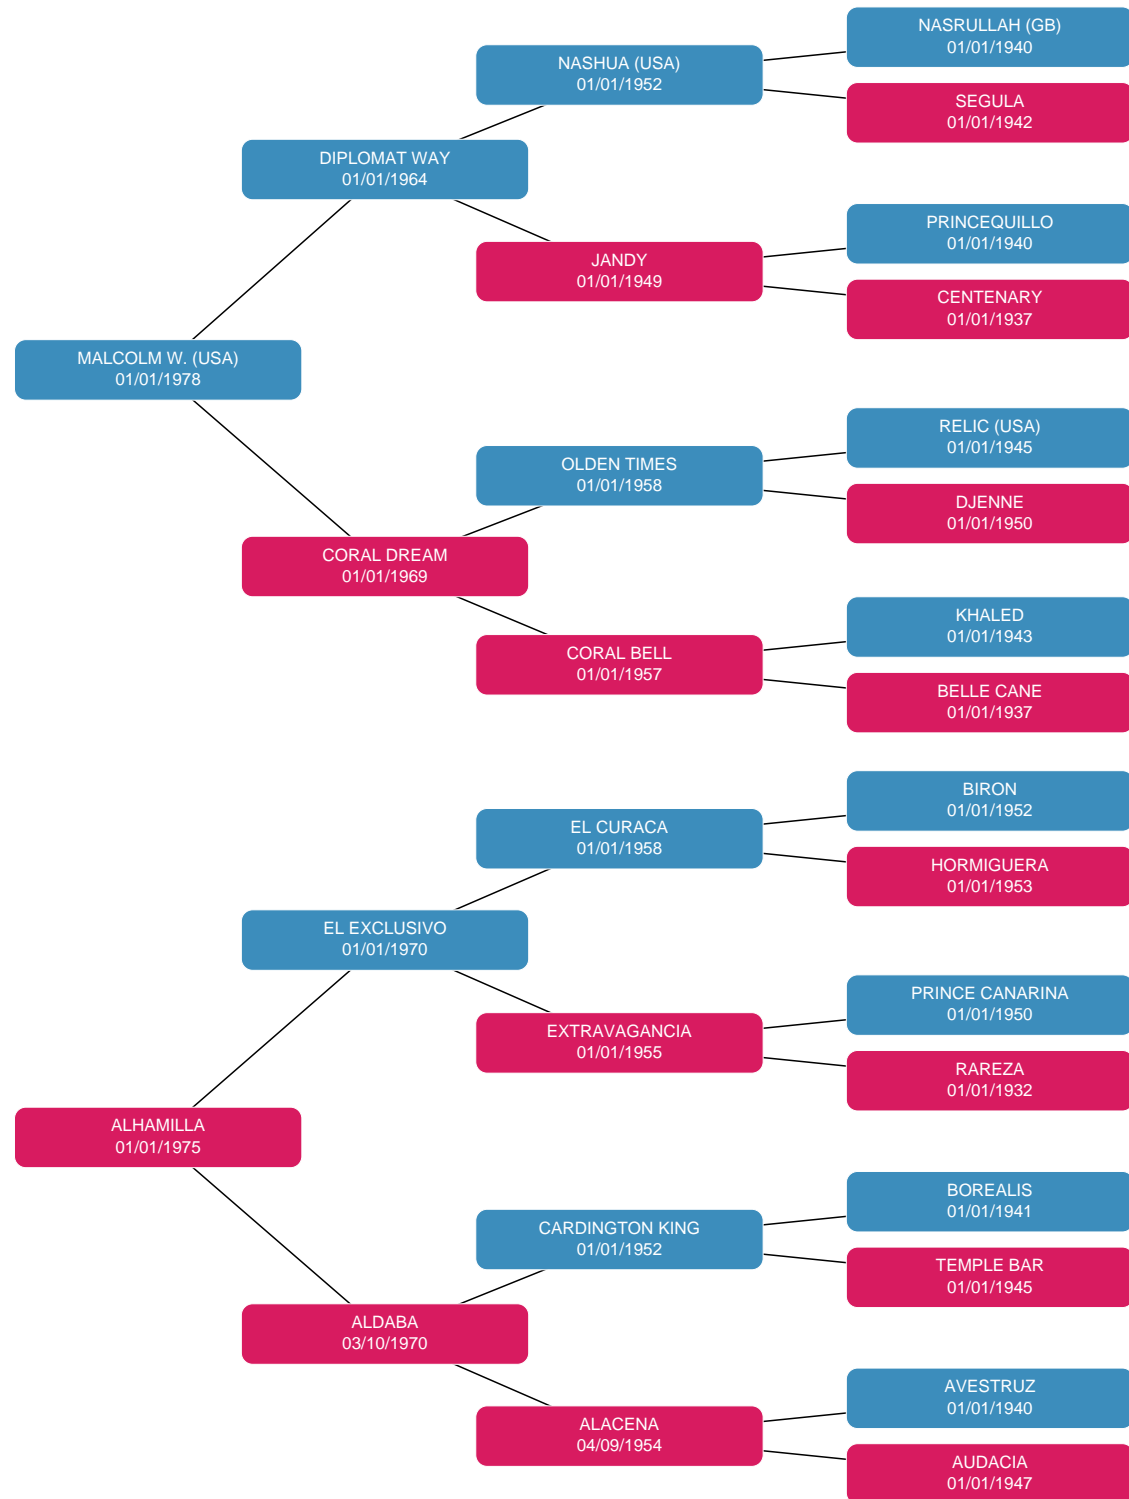 NASRULLAH (GB)
01/01/1940
NASHUA (USA)
01/01/1952
SEGULA
01/01/1942
DIPLOMAT WAY
01/01/1964
PRINCEQUILLO
01/01/1940
JANDY
01/01/1949
CENTENARY
01/01/1937
MALCOLM W. (USA)
01/01/1978
RELIC (USA)
01/01/1945
OLDEN TIMES
01/01/1958
DJENNE
01/01/1950
CORAL DREAM
01/01/1969
KHALED
01/01/1943
CORAL BELL
01/01/1957
BELLE CANE
01/01/1937
BIRON
01/01/1952
EL CURACA
01/01/1958
HORMIGUERA
01/01/1953
EL EXCLUSIVO
01/01/1970
PRINCE CANARINA
01/01/1950
EXTRAVAGANCIA
01/01/1955
RAREZA
01/01/1932
ALHAMILLA
01/01/1975
BOREALIS
01/01/1941
CARDINGTON KING
01/01/1952
TEMPLE BAR
01/01/1945
ALDABA
03/10/1970
AVESTRUZ
01/01/1940
ALACENA
04/09/1954
AUDACIA
01/01/1947